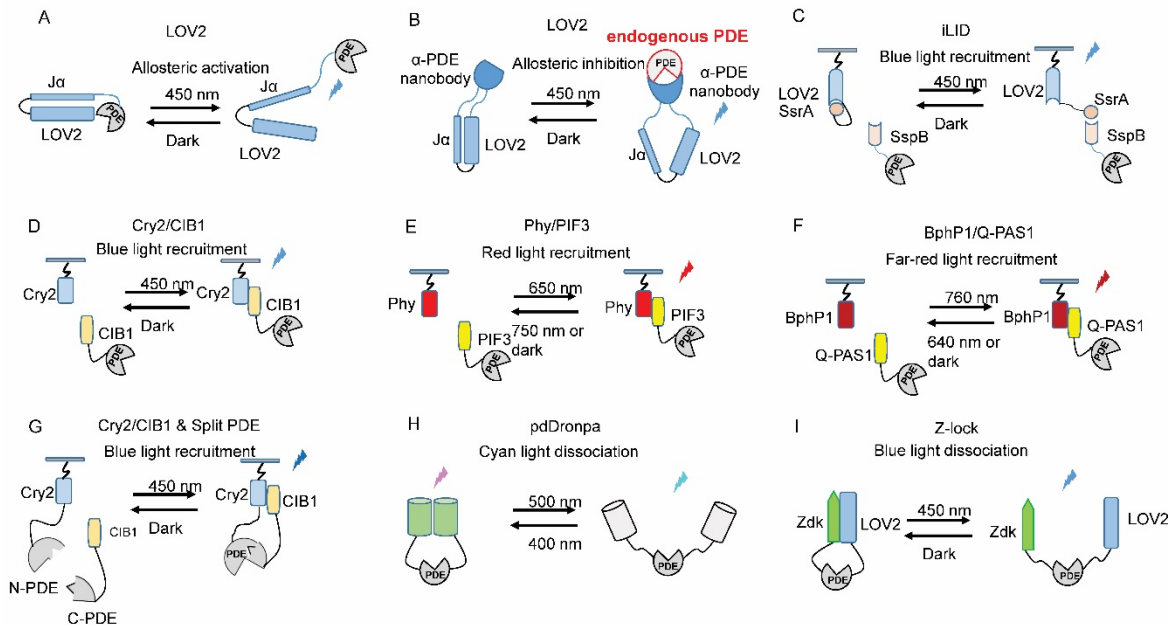 A
LOV2
Allosteric activation
Jα
450 nm
Dark
LOV2
PDE
Jα
LOV2
PDE
B
LOV2
endogenous PDE
α-PDE
nanobody
Allosteric inhibition
450 nm
Dark
Jα
LOV2
PDE
α-PDE
nanobody
Jα
LOV2
C
iLID
Blue light recruitment
450 nm
Dark
LOV2
SsrA
SspB
PDE
LOV2
SsrA
SspB
PDE
D
Cry2/CIB1
Blue light recruitment
450 nm
Dark
Cry2
CIB1
PDE
Cry2
CIB1
PDE
E
Phy/PIF3
Red light recruitment
650 nm
750 nm or
dark
Phy
PIF3
PDE
Phy
PIF3
PDE
F
BphP1/Q-PAS1
Far-red light recruitment
760 nm
640 nm or
dark
BphP1
Q-PAS1
PDE
BphP1
Q-PAS1
PDE
G
Cry2/CIB1 & Split PDE
Blue light recruitment
450 nm
Dark
Cry2
CIB1
N-PDE
C-PDE
Cry2
CIB1
PDE
H
pdDronpa
Cyan light dissociation
500 nm
400 nm
PDE
PDE
I
Z-lock
Blue light dissociation
450 nm
Dark
Zdk
LOV2
PDE
Zdk
LOV2
PDE